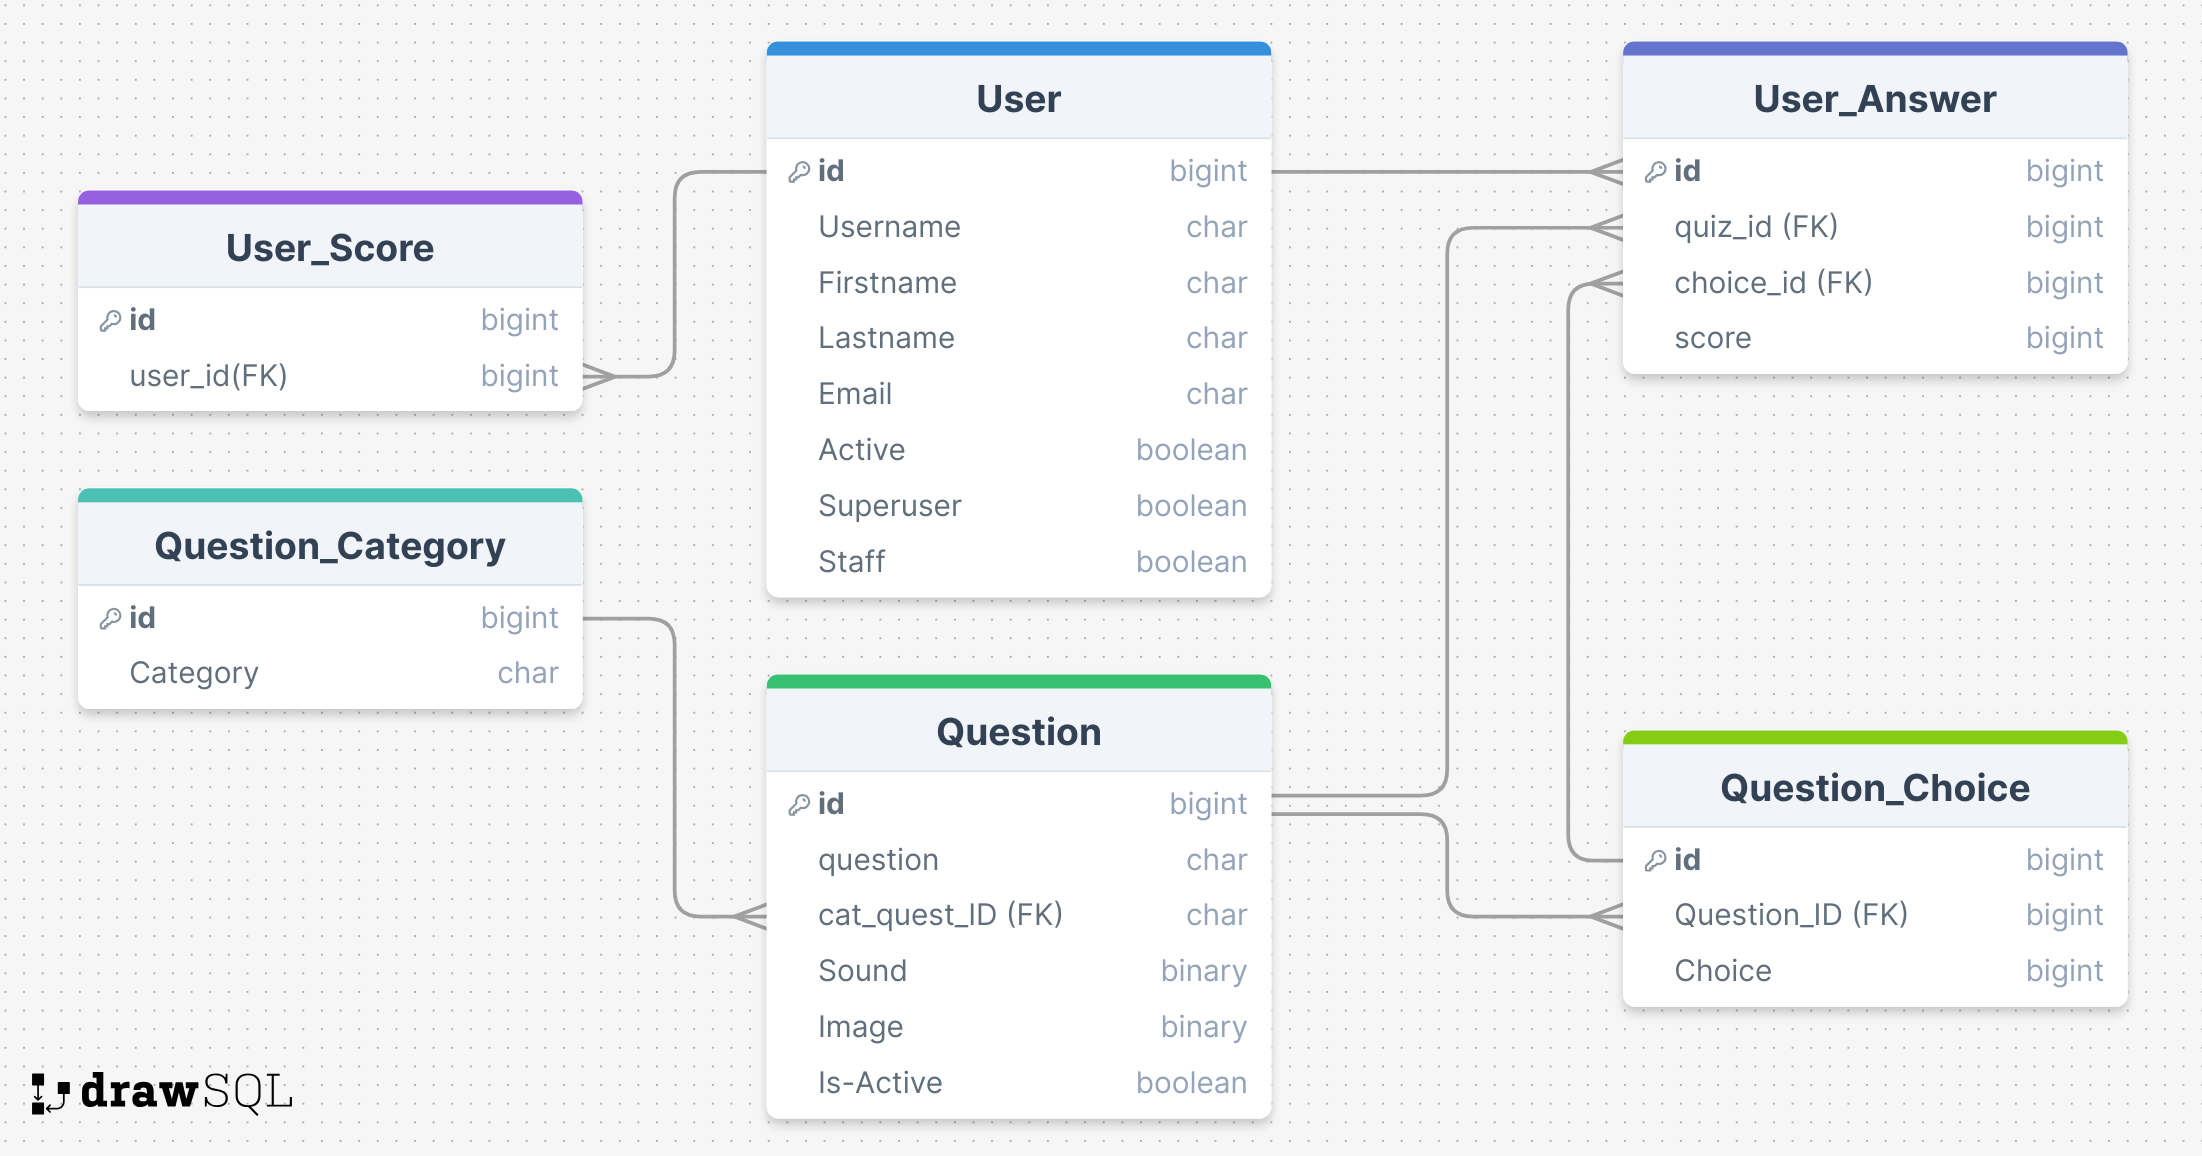 User_Score
id bigint
user_id(FK) bigint
Question_Category
id bigint
Category char
User
id bigint
Username char
Firstname char
Lastname char
Email char
Active boolean
Superuser boolean
Staff boolean
Question
id bigint
question char
cat_quest_ID (FK) char
Sound binary
Image binary
Is-Active boolean
User_Answer
id bigint
quiz_id (FK) bigint
choice_id (FK) bigint
score bigint
Question_Choice
id bigint
Question_ID (FK) bigint
Choice bigint
drawSQL